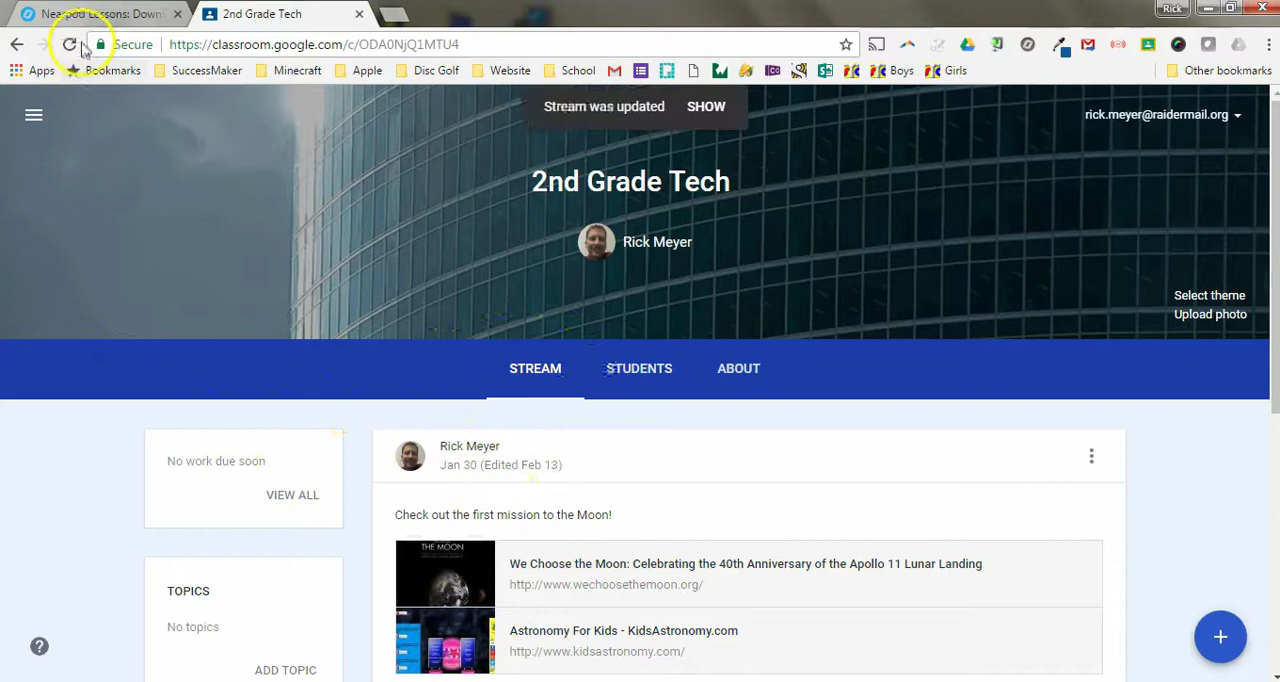 Nearpod Lessons: Downl
2nd Grade Tech
Rick
Secure
https://classroom.google.com/c/ODA0NjQ1MTU4
Apps
Bookmarks
SuccessMaker
Minecraft
Apple
Disc Golf
Website
School
Boys
Girls
Other bookmarks
Stream was updated SHOW
rick.meyer@raidermail.org
2nd Grade Tech
Rick Meyer
Select theme
Upload photo
STREAM
STUDENTS
ABOUT
No work due soon
VIEW ALL
TOPICS
No topics
ADD TOPIC
Rick Meyer
Jan 30 (Edited Feb 13)
Check out the first mission to the Moon!
THE MOON
We Choose the Moon: Celebrating the 40th Anniversary of the Apollo 11 Lunar Landing
http://www.wechoosethemoon.org/
Astronomy For Kids - KidsAstronomy.com
http://www.kidsastronomy.com/